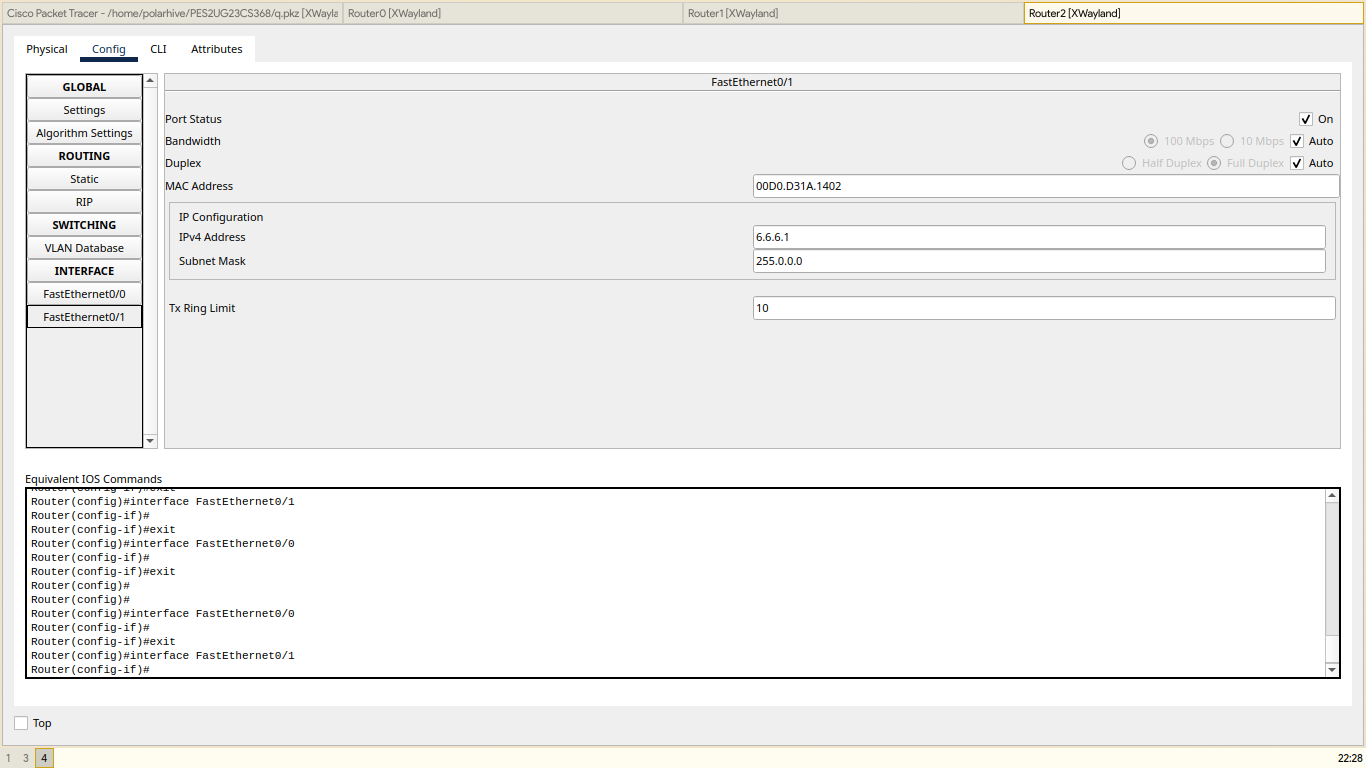 Cisco Packet Tracer - /home/polarhive/PES2UG23CS368/q.pkz [XWayla
Router0 [XWayland]
Router1 [XWayland]
Router2 [XWayland]
Physical
Config
CLI
Attributes
GLOBAL
Settings
Algorithm Settings
ROUTING
Static
RIP
SWITCHING
VLAN Database
INTERFACE
FastEthernet0/0
FastEthernet0/1
FastEthernet0/1
Port Status
On
Bandwidth
100 Mbps
10 Mbps
Auto
Duplex
Half Duplex
Full Duplex
Auto
MAC Address
00D0.D31A.1402
IP Configuration
IPv4 Address
6.6.6.1
Subnet Mask
255.0.0.0
Tx Ring Limit
10
Equivalent IOS Commands
Router(config-if)#exit
Router(config)#interface FastEthernet0/1
Router(config-if)#
Router(config-if)#exit
Router(config)#interface FastEthernet0/0
Router(config-if)#
Router(config-if)#exit
Router(config)#
Router(config)#
Router(config)#interface FastEthernet0/0
Router(config-if)#
Router(config-if)#exit
Router(config)#interface FastEthernet0/1
Router(config-if)#
Top
1 3 4
22:28